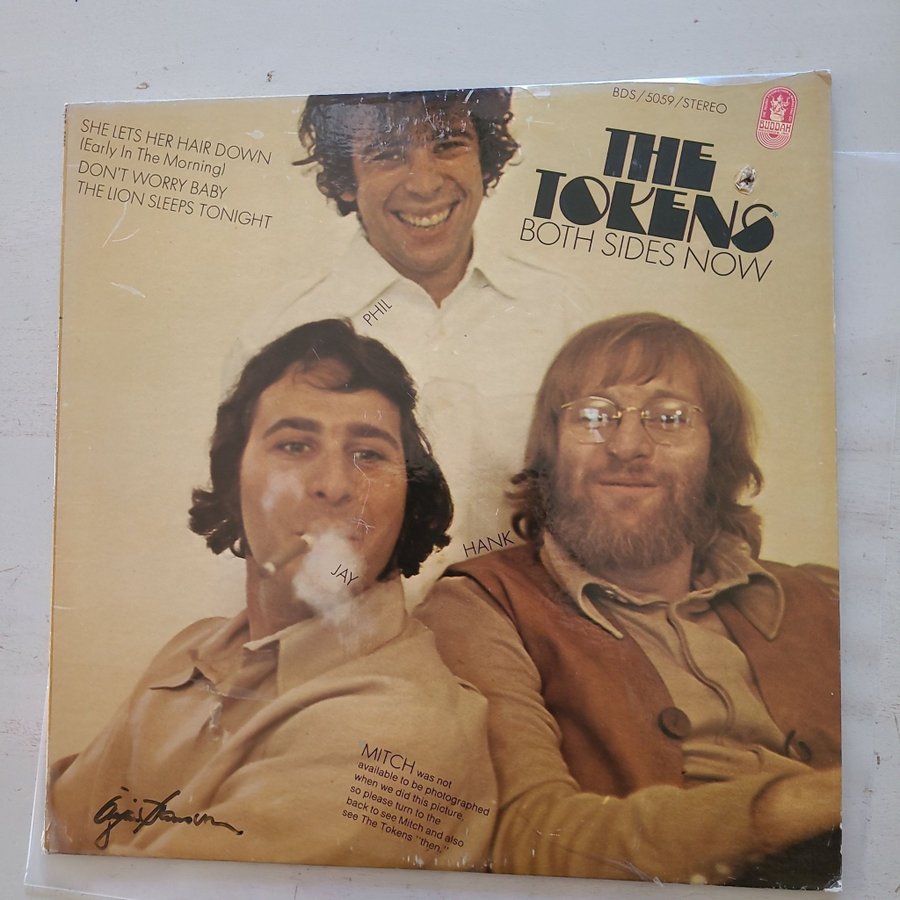 SHE LETS HER HAIR DOWN
(Early In The Morning)
DON'T WORRY BABY
THE LION SLEEPS TONIGHT
BDS/5059/STEREO
BUDDAH
THE
TOKENS*
BOTH SIDES NOW
PHIL
JAY
HANK
*MITCH was not
available to be photographed
when we did this picture,
so please turn to the
back to see Mitch and also
see The Tokens "then."